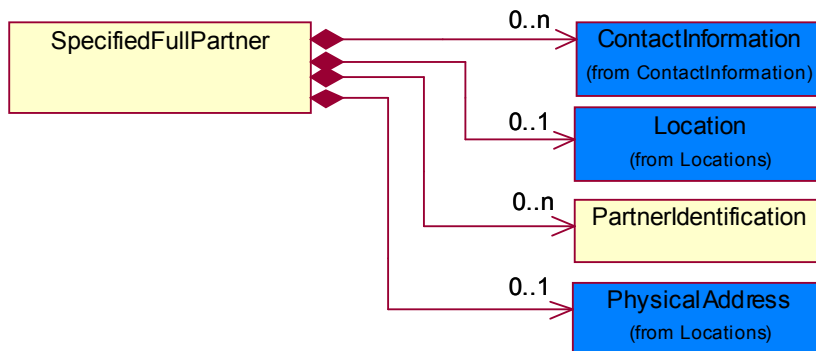 SpecifiedFullPartner
0..n
ContactInformation
(from ContactInformation)
0..1
Location
(from Locations)
0..n
PartnerIdentification
0..1
PhysicalAddress
(from Locations)